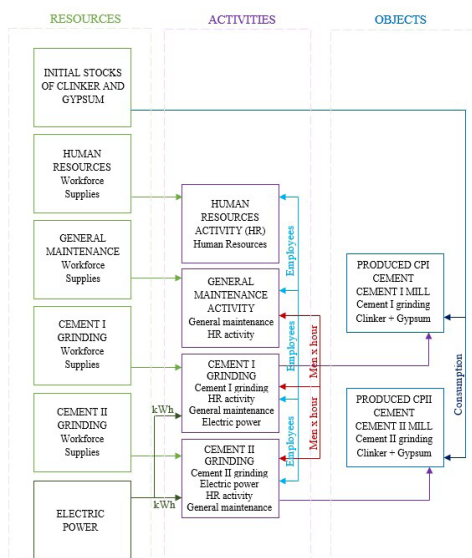 RESOURCES
ACTIVITIES
OBJECTS
INITIAL STOCKS
OF CLINKER AND
GYPSUM
HUMAN
RESOURCES
Workforce
Supplies
GENERAL
MAINTENANCE
Workforce
Supplies
CEMENT I
GRINDING
Workforce
Supplies
CEMENT II
GRINDING
Workforce
Supplies
ELECTRIC
POWER
kWh
kWh
HUMAN
RESOURCES
ACTIVITY (HR)
Human Resources
GENERAL
MAINTENANCE
ACTIVITY
General maintenance
HR activity
CEMENT I
GRINDING
Cement I grinding
HR activity
General maintenance
Electric power
CEMENT II
GRINDING
Cement II grinding
Electric power
HR activity
General maintenance
Employees
Employees
Employees
Men x hour
Men x hour
PRODUCED CPI
CEMENT
CEMENT I MILL
Cement I grinding
Clinker + Gypsum
PRODUCED CPII
CEMENT
CEMENT II MILL
Cement II grinding
Clinker + Gypsum
Consumption